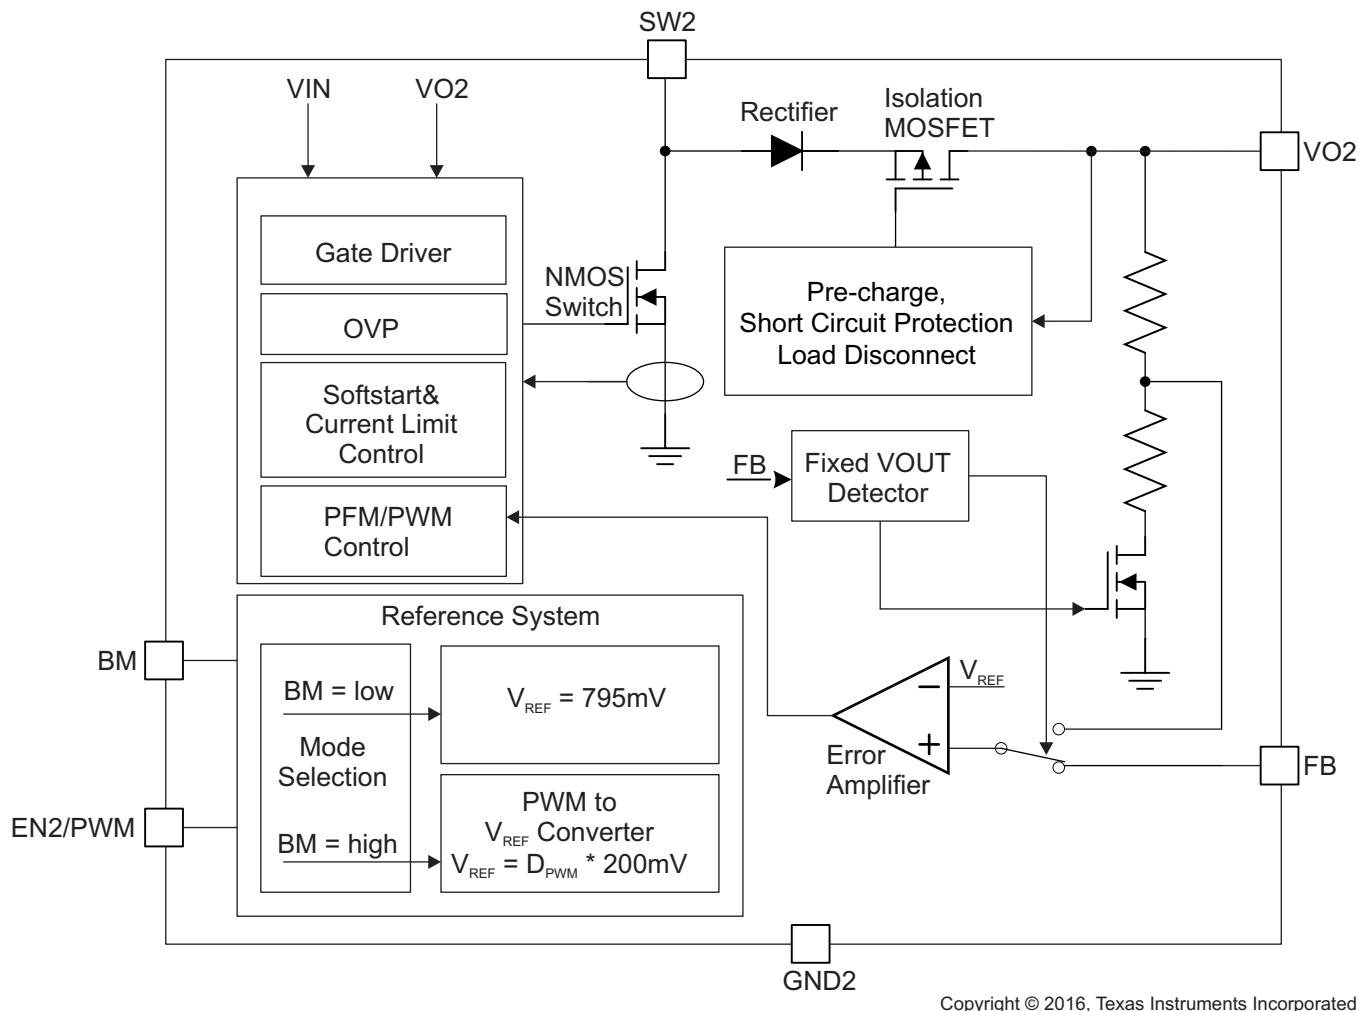 SW2
VIN
VO2
Rectifier
Isolation
MOSFET
VO2
Gate Driver
NMOS
Switch
OVP
Pre-charge,
Short Circuit Protection
Load Disconnect
Softstart&
Current Limit
Control
FB
Fixed VOUT
Detector
PFM/PWM
Control
Reference System
BM
BM = low
VREF = 795mV
VREF
Mode
Selection
Error
Amplifier
FB
EN2/PWM
BM = high
PWM to
VREF Converter
VREF = DPWM * 200mV
GND2
Copyright © 2016, Texas Instruments Incorporated